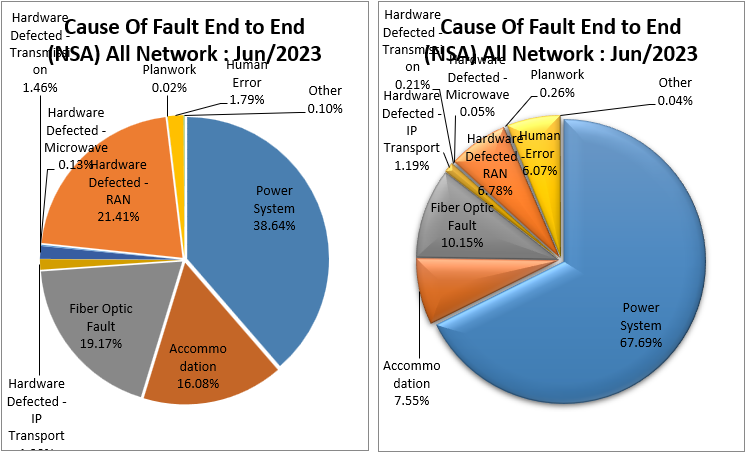 Cause Of Fault End to End
(NSA) All Network : Jun/2023
Hardware
Defected -
Transmissi
on
1.46%
Planwork
0.02%
Human
Error
1.79%
Other
0.10%
Hardware
Defected -
Microwave
0.13%
Hardware
Defected -
RAN
21.41%
Power
System
38.64%
Fiber Optic
Fault
19.17%
Accommo
dation
16.08%
Hardware
Defected -
IP
Transport
Cause Of Fault End to End
(NSA) All Network : Jun/2023
Hardware
Defected -
Transmissi
on
0.21%
Hardware
Defected -
Microwave
0.05%
Planwork
0.26%
Other
0.04%
Hardware
Defected -
IP
Transport
1.19%
Hardware
Defected -
RAN
6.78%
Human
Error
6.07%
Fiber Optic
Fault
10.15%
Power
System
67.69%
Accommo
dation
7.55%